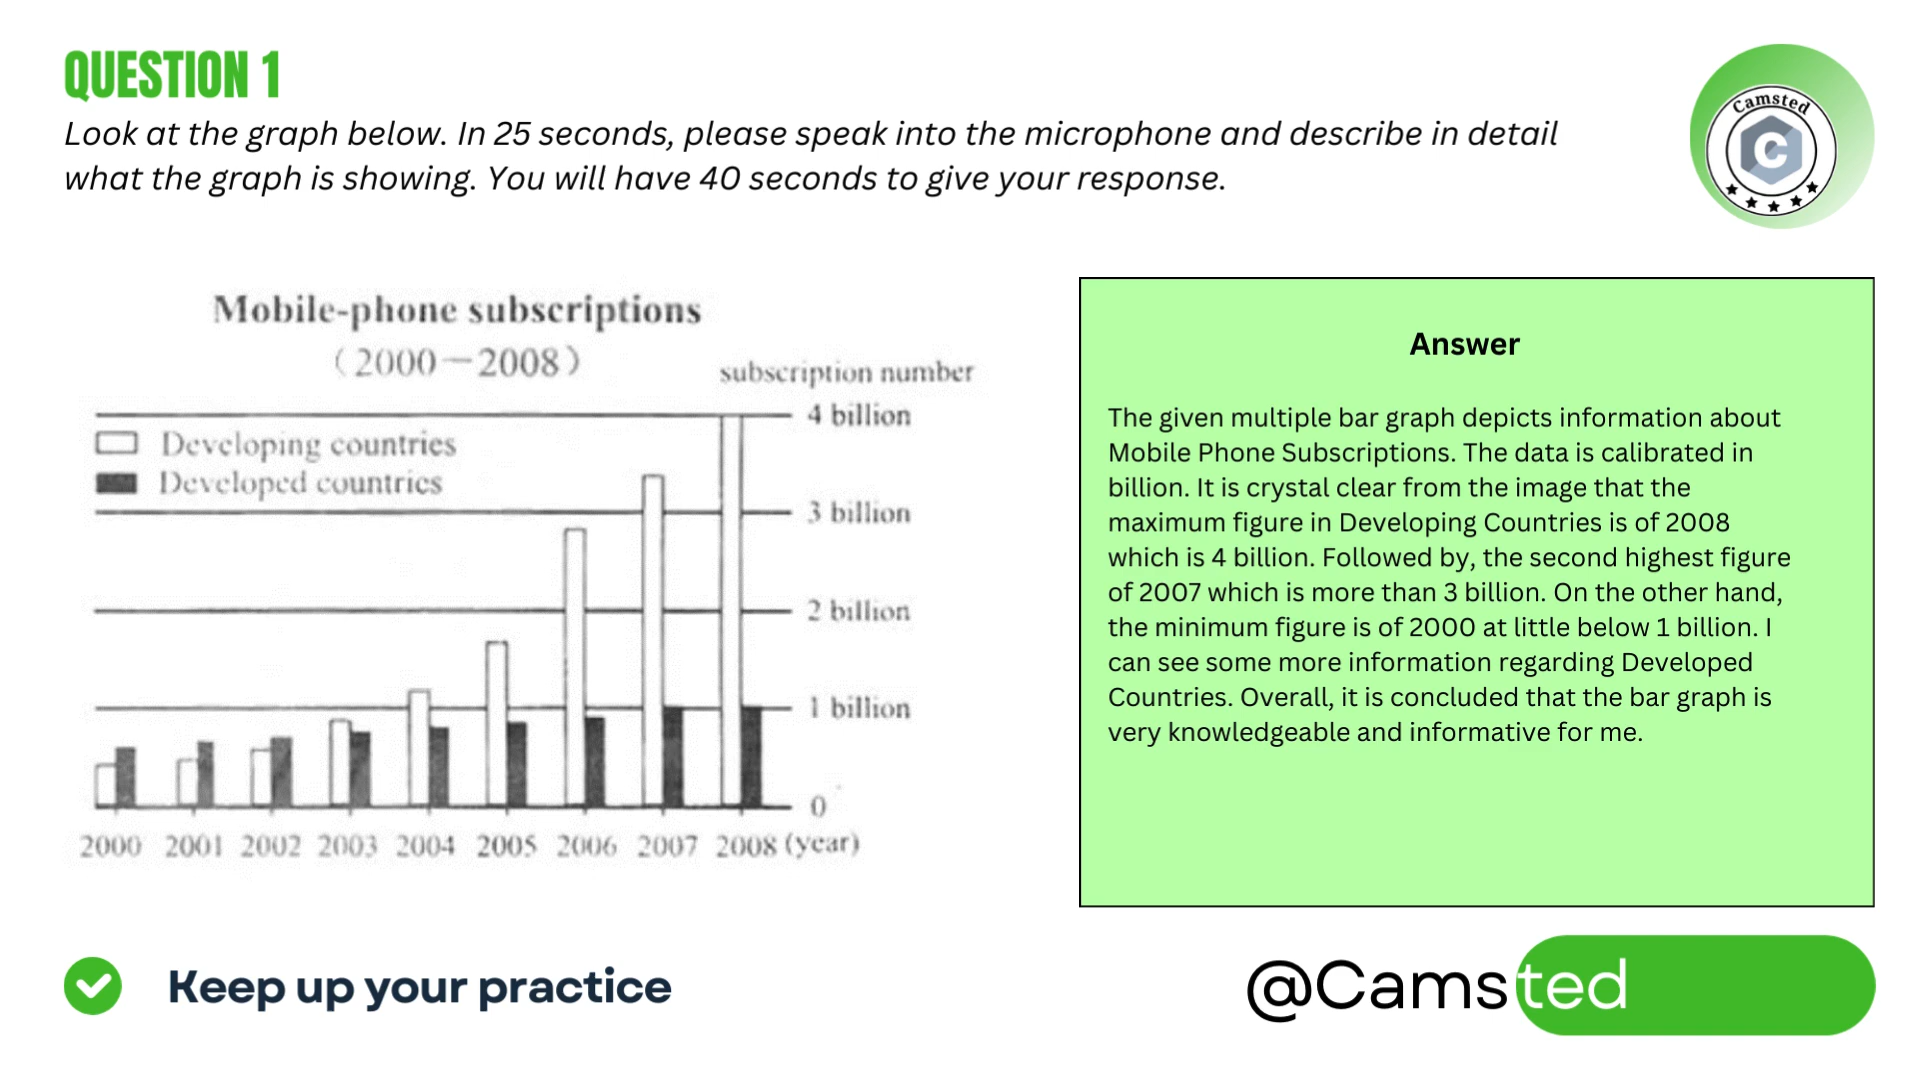 QUESTION 1
Look at the graph below. In 25 seconds, please speak into the microphone and describe in detail
what the graph is showing. You will have 40 seconds to give your response.
Camsted
C
Mobile-phone subscriptions
(2000—2008)
subscription number
4 billion
Developing countries
Developed countries
3 billion
2 billion
1 billion
0
2000 2001 2002 2003 2004 2005 2006 2007 2008 (year)
Answer
The given multiple bar graph depicts information about
Mobile Phone Subscriptions. The data is calibrated in
billion. It is crystal clear from the image that the
maximum figure in Developing Countries is of 2008
which is 4 billion. Followed by, the second highest figure
of 2007 which is more than 3 billion. On the other hand,
the minimum figure is of 2000 at little below 1 billion. I
can see some more information regarding Developed
Countries. Overall, it is concluded that the bar graph is
very knowledgeable and informative for me.
Keep up your practice
@Camsted